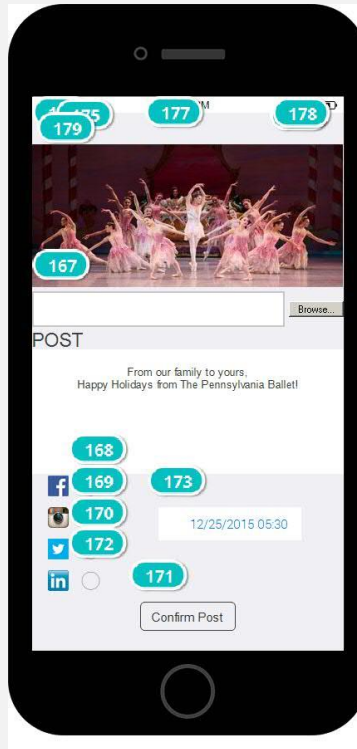 175
177
178
179
167
Browse...
POST
From our family to yours,
Happy Holidays from The Pennsylvania Ballet!
168
169
173
170
12/25/2015 05:30
172
in
171
Confirm Post